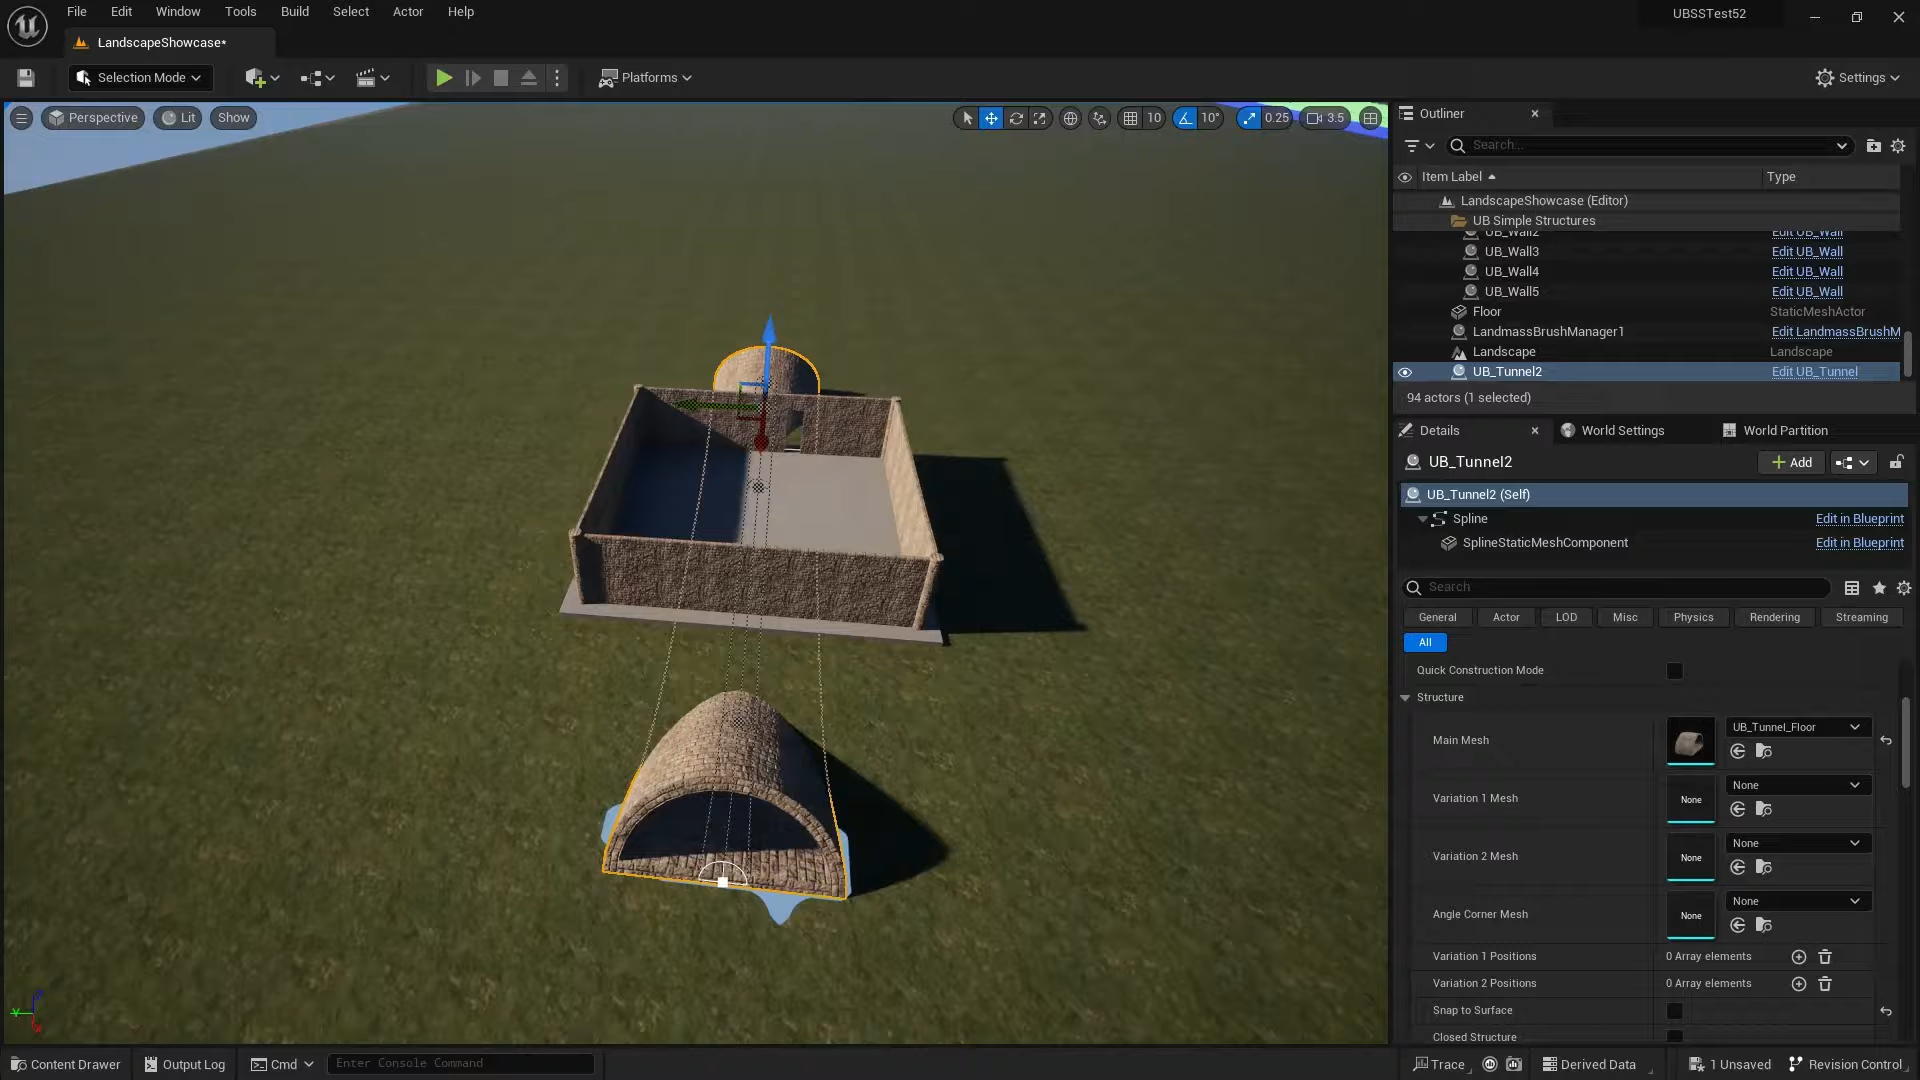 File Edit Window Tools Build Select Actor Help
UBSSTest52
LandscapeShowcase*
Selection Mode
Platforms
Settings
Perspective
Lit
Show
10
10°
0.25
3.5
Outliner
Search...
Item Label
Type
LandscapeShowcase (Editor)
UB Simple Structures
UB_Wall2 Edit UB_Wall
UB_Wall3 Edit UB_Wall
UB_Wall4 Edit UB_Wall
UB_Wall5 Edit UB_Wall
Floor StaticMeshActor
LandmassBrushManager1 Edit LandmassBrushM
Landscape Landscape
UB_Tunnel2 Edit UB_Tunnel
94 actors (1 selected)
Details
World Settings
World Partition
UB_Tunnel2
Add
UB_Tunnel2 (Self)
Spline Edit in Blueprint
SplineStaticMeshComponent Edit in Blueprint
Search
General Actor LOD Misc Physics Rendering Streaming
All
Quick Construction Mode
Structure
Main Mesh
UB_Tunnel_Floor
Variation 1 Mesh
None
None
Variation 2 Mesh
None
None
Angle Corner Mesh
None
None
Variation 1 Positions 0 Array elements
Variation 2 Positions 0 Array elements
Snap to Surface
Closed Structure
Content Drawer
Output Log
Cmd
Enter Console Command
Trace
Derived Data
1 Unsaved
Revision Control